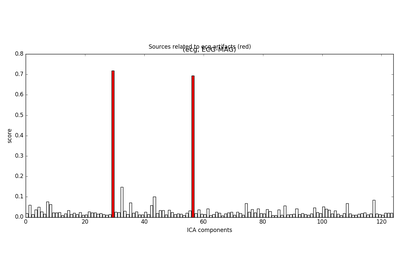 Sources related to ecg artifacts (red)
(ecg, ECG-MAG)
0.8
0.7
0.6
0.5
0.4
0.3
0.2
0.1
0.0
score
0 20 40 60 80 100 120
ICA components